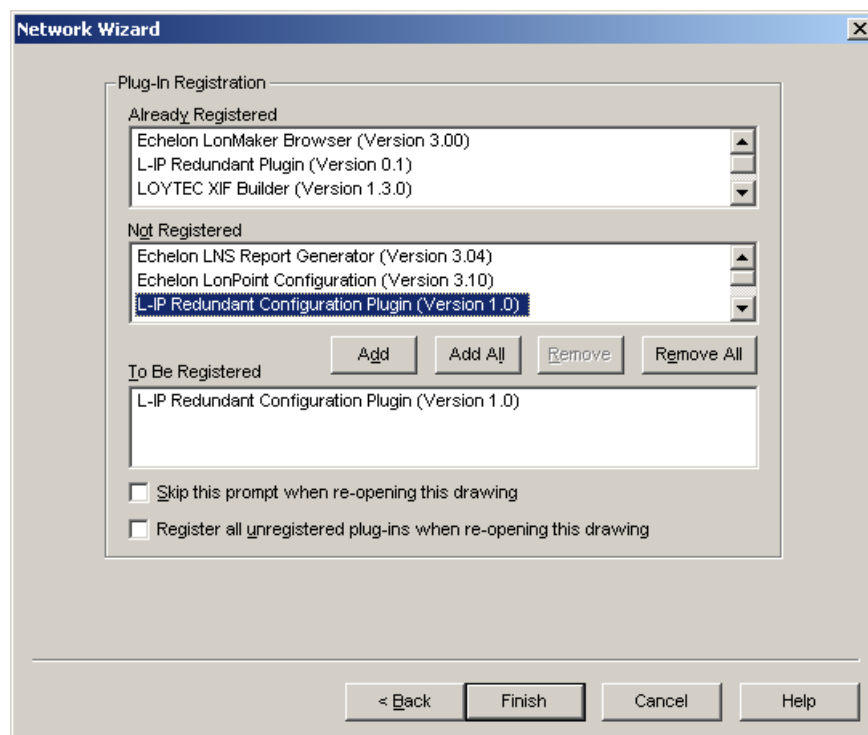 Network Wizard
Plug-In Registration
Already Registered
Echelon LonMaker Browser (Version 3.00)
L-IP Redundant Plugin (Version 0.1)
LOYTEC XIF Builder (Version 1.3.0)
Not Registered
Echelon LNS Report Generator (Version 3.04)
Echelon LonPoint Configuration (Version 3.10)
L-IP Redundant Configuration Plugin (Version 1.0)
Add Add All Remove Remove All
To Be Registered
L-IP Redundant Configuration Plugin (Version 1.0)
Skip this prompt when re-opening this drawing
Register all unregistered plug-ins when re-opening this drawing
< Back Finish Cancel Help